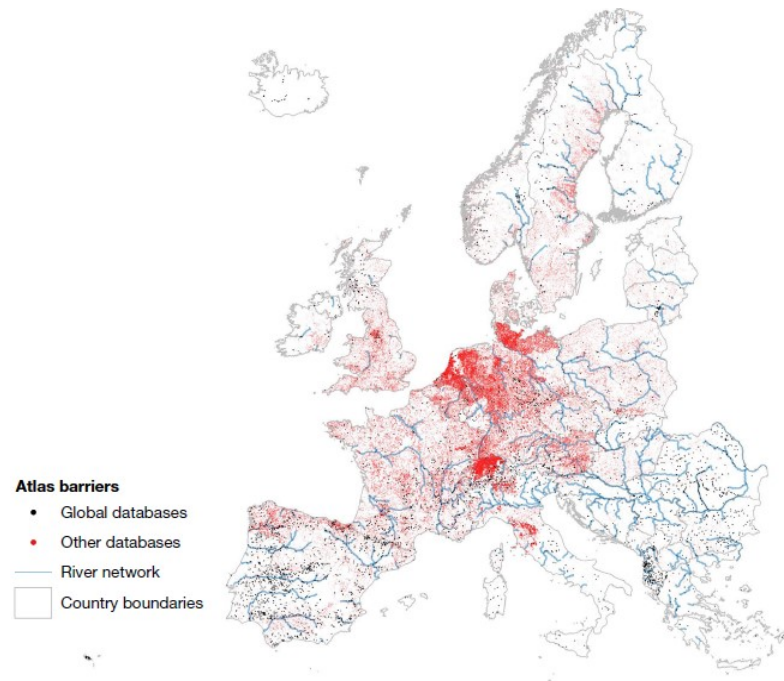 Atlas barriers
Global databases
Other databases
River network
Country boundaries